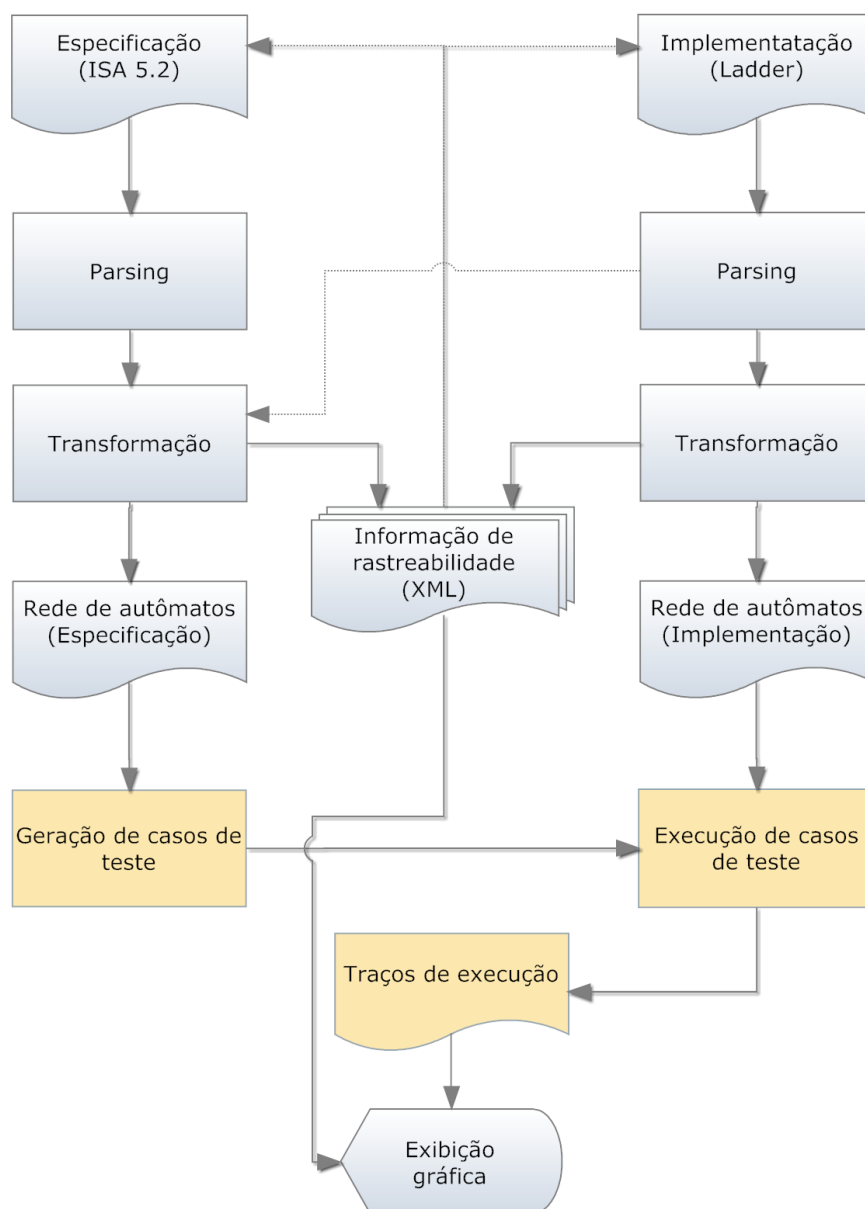 Especificação
(ISA 5.2)
Implementatação
(Ladder)
Parsing
Parsing
Transformação
Transformação
Informação de
rastreabilidade
(XML)
Rede de autômatos
(Especificação)
Rede de autômatos
(Implementação)
Geração de casos de
teste
Execução de casos
de teste
Traços de execução
Exibição
gráfica